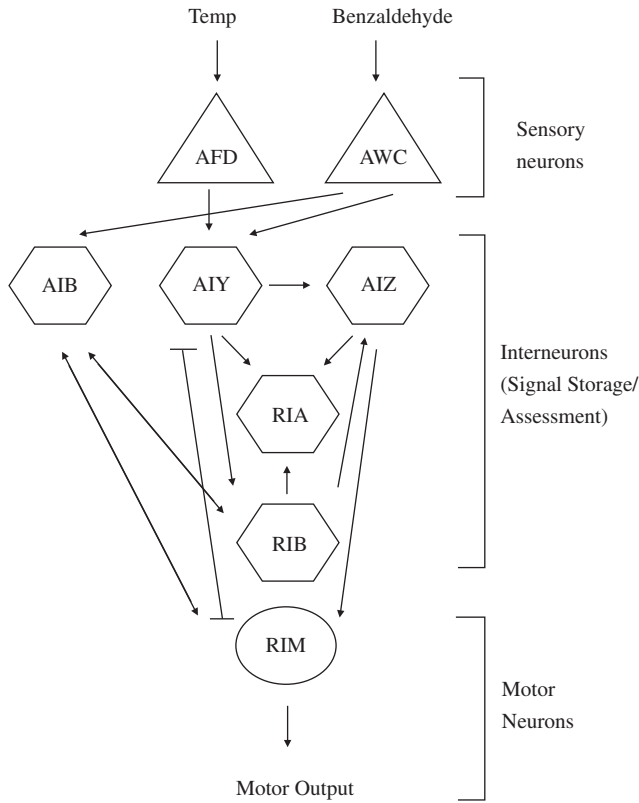 Temp
Benzaldehyde
AFD
AWC
Sensory
neurons
AIB
AIY
AIZ
Interneurons
(Signal Storage/
Assessment)
RIA
RIB
RIM
Motor
Neurons
Motor Output